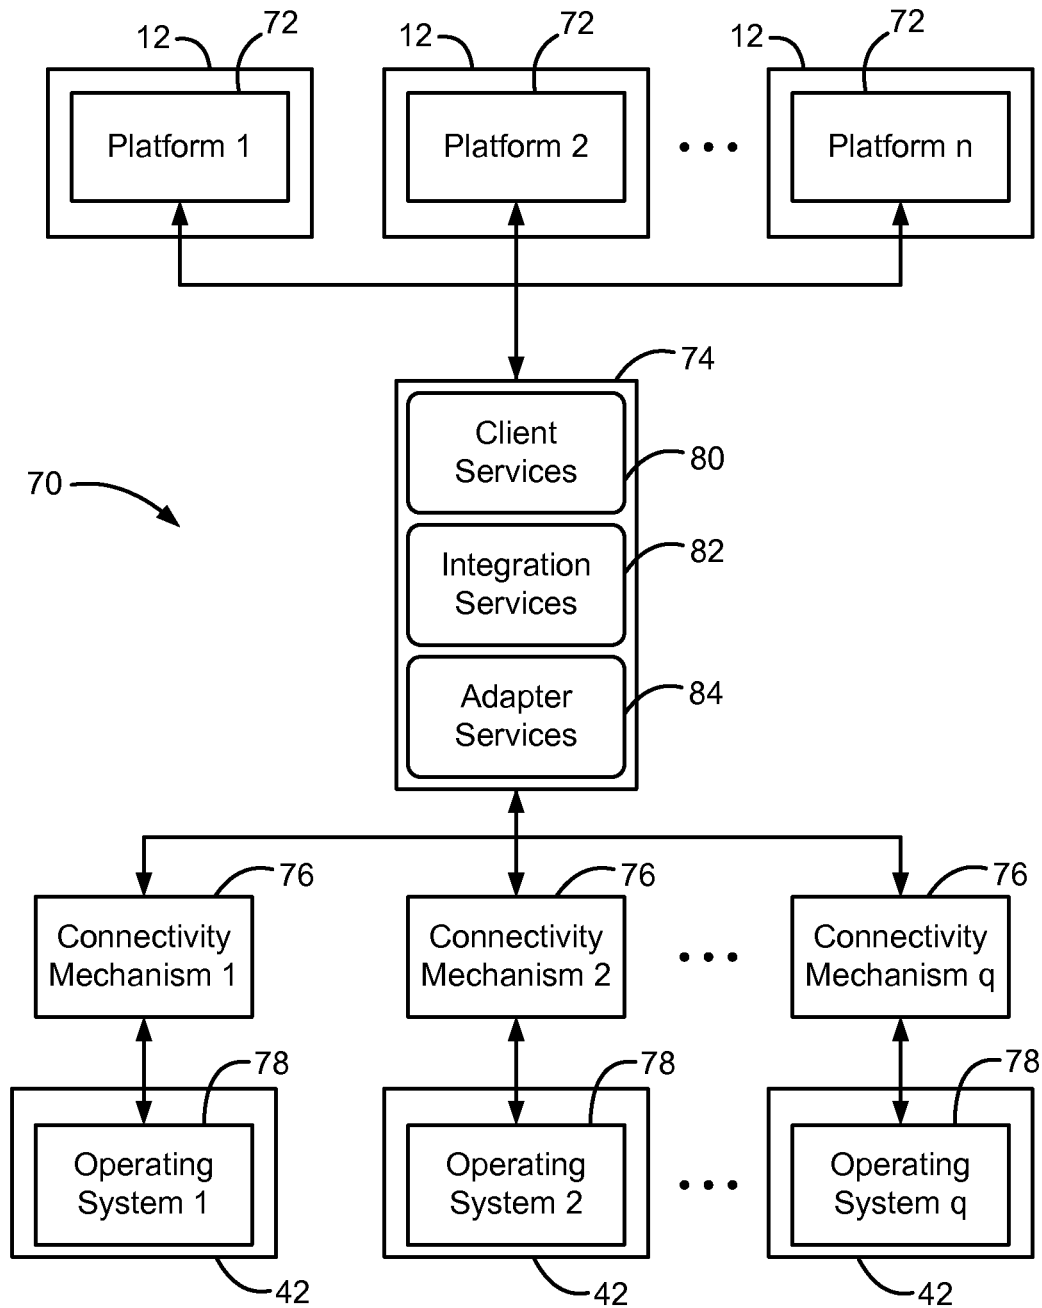 12 72 12 72 12 72
Platform 1 Platform 2 Platform n
74
Client
Services
80
70
Integration
Services
82
Adapter
Services
84
76 76 76
Connectivity Connectivity Connectivity
Mechanism 1 Mechanism 2 Mechanism q
78 78 78
Operating Operating Operating
System 1 System 2 System q
42 42 42